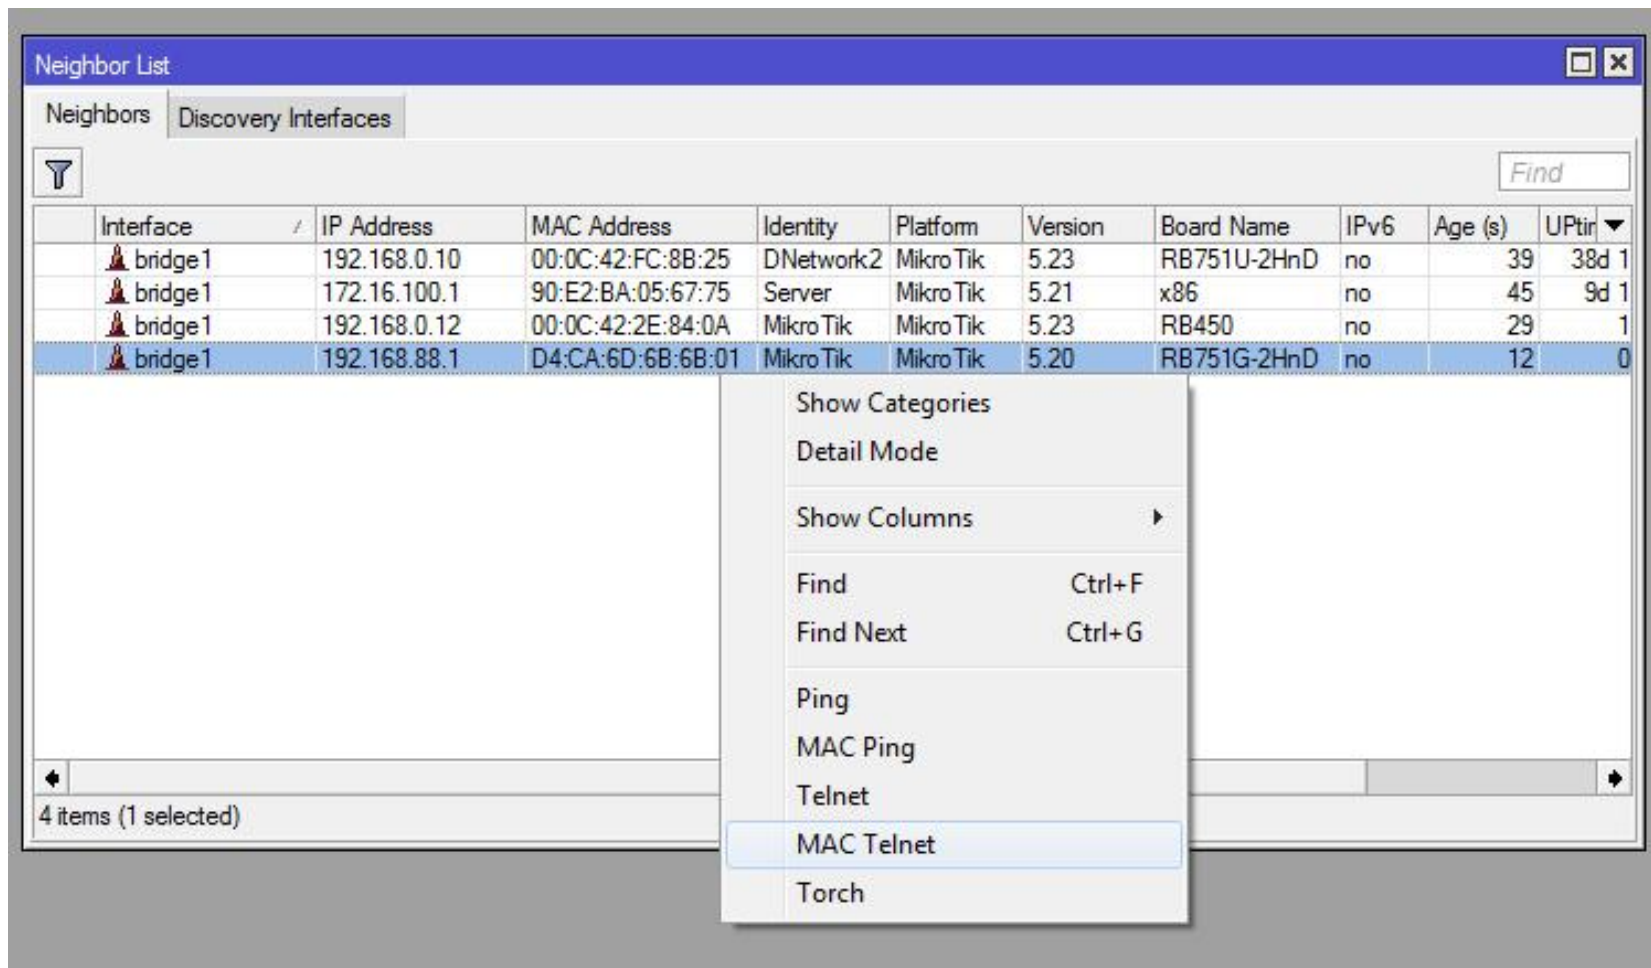 Neighbor List
Neighbors Discovery Interfaces
Find
Interface IP Address MAC Address Identity Platform Version Board Name IPv6 Age (s) UPtir
bridge1 192.168.0.10 00:0C:42:FC:8B:25 DNetwork2 MikroTik 5.23 RB751U-2HnD no 39 38d 1
bridge1 172.16.100.1 90:E2:BA:05:67:75 Server MikroTik 5.21 x86 no 45 9d 1
bridge1 192.168.0.12 00:0C:42:2E:84:0A MikroTik MikroTik 5.23 RB450 no 29 1
bridge1 192.168.88.1 D4:CA:6D:6B:6B:01 MikroTik MikroTik 5.20 RB751G-2HnD no 12 0
Show Categories
Detail Mode
Show Columns
Find Ctrl+F
Find Next Ctrl+G
Ping
MAC Ping
Telnet
MAC Telnet
Torch
4 items (1 selected)